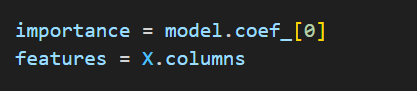 importance = model.coef_[0]
features = X.columns